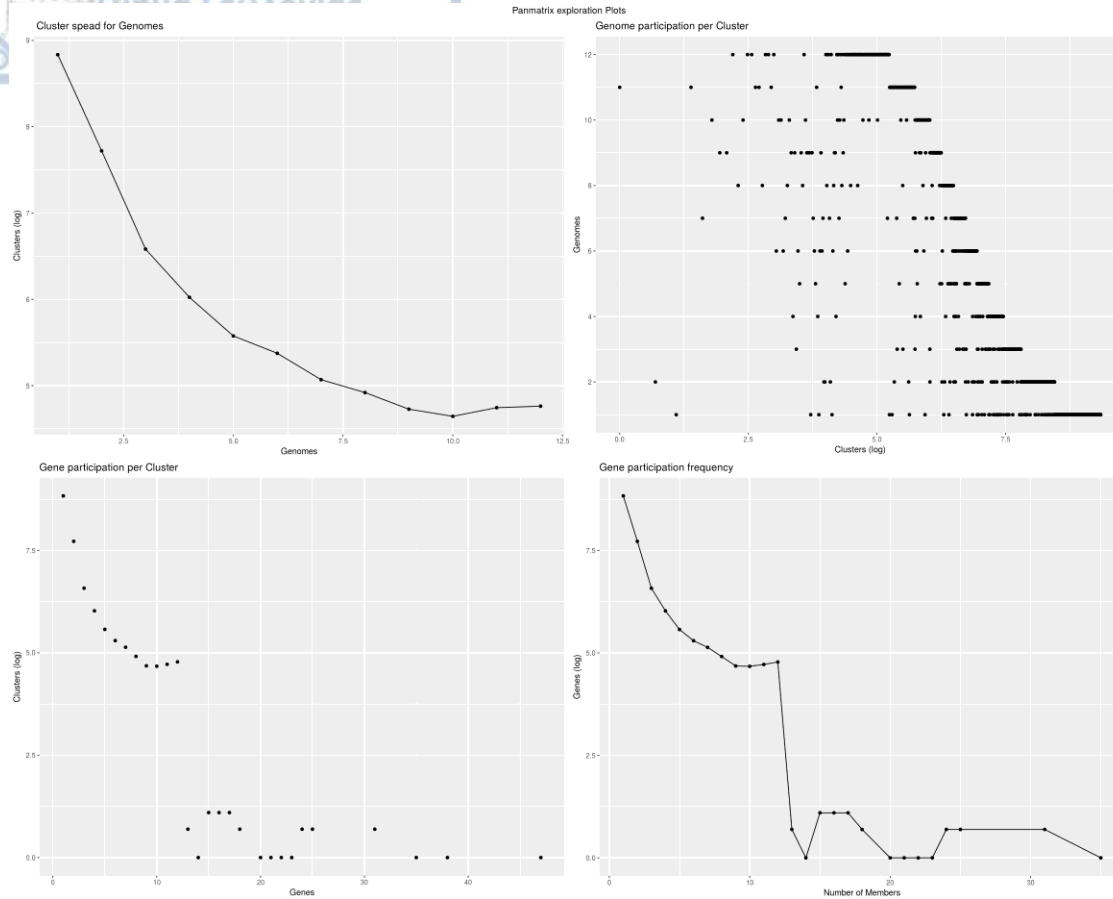 Panmatrix exploration Plots
Cluster spead for Genomes
9
8
7
6
5
2.5
5.0
7.5
10.0
12.5
Clusters (log)
Genomes
Genome participation per Cluster
12
10
8
6
4
2
0.0
2.5
5.0
7.5
Genomes
Clusters (log)
Gene participation per Cluster
7.5
5.0
2.5
0.0
0
10
20
30
40
Clusters (log)
Genes
Gene participation frequency
7.5
5.0
2.5
0.0
0
10
20
30
Genes (log)
Number of Members